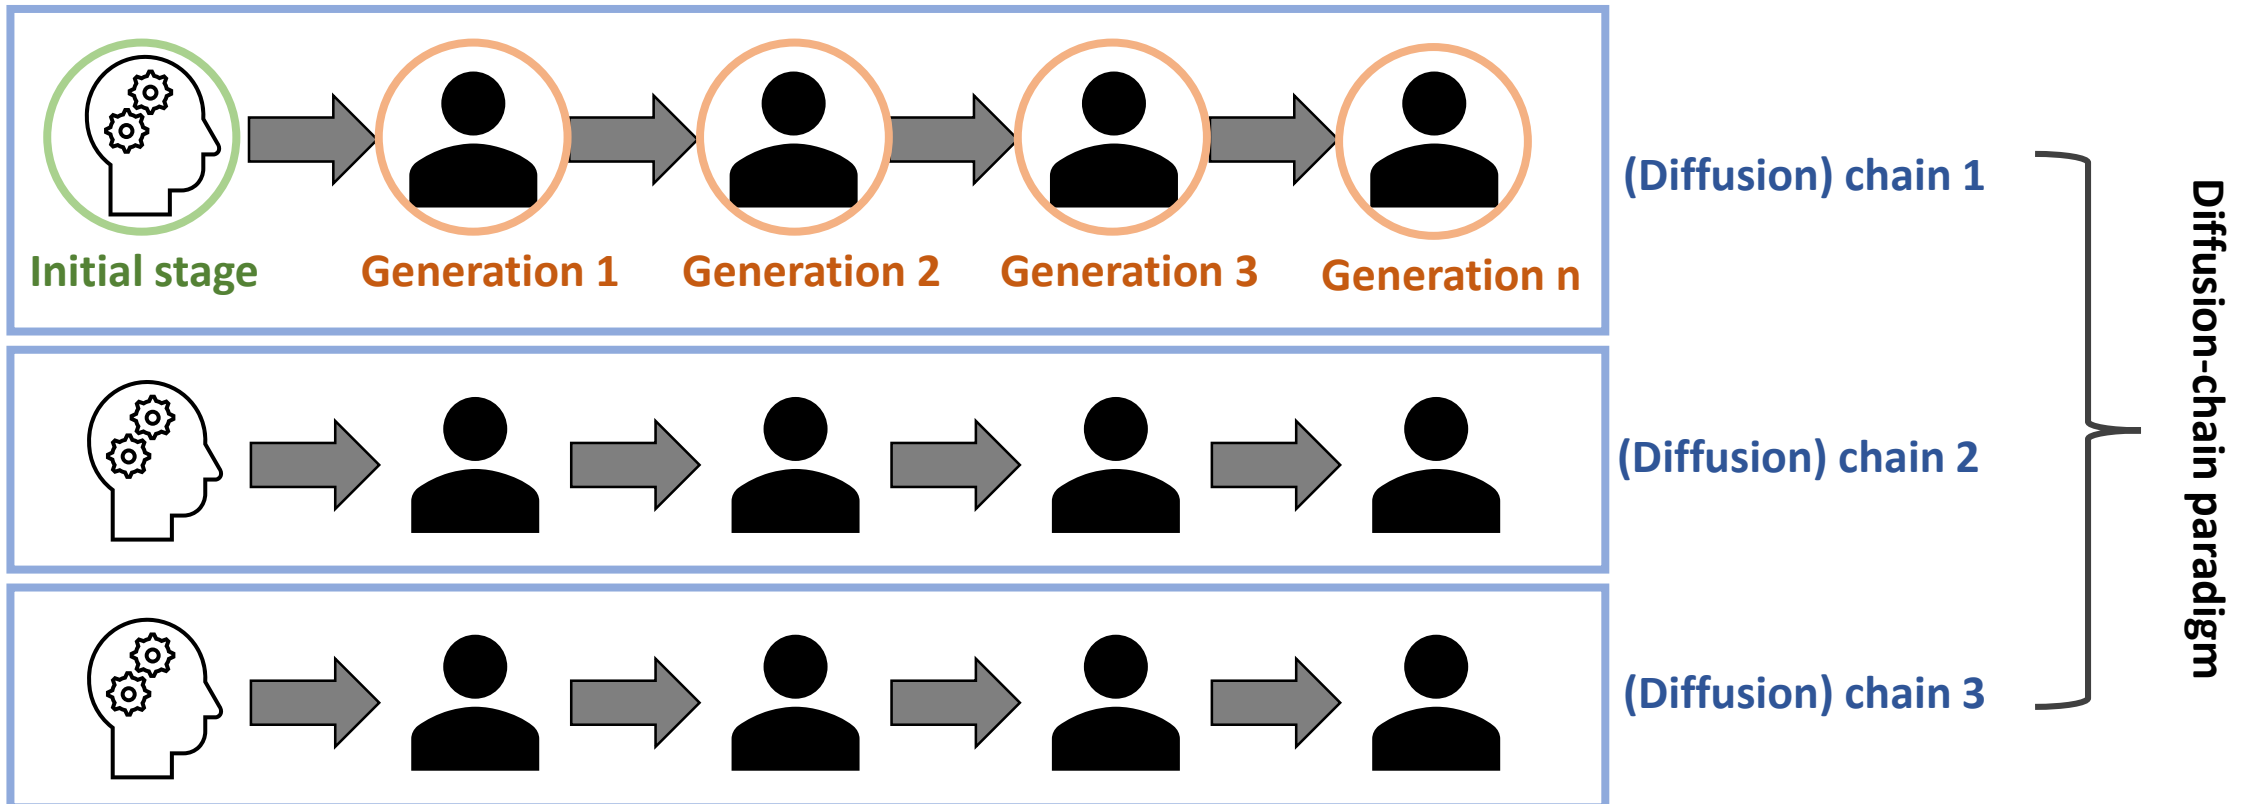 Initial stage
Generation 1
Generation 2
Generation 3
Generation n
(Diffusion) chain 1
(Diffusion) chain 2
(Diffusion) chain 3
Diffusion-chain paradigm